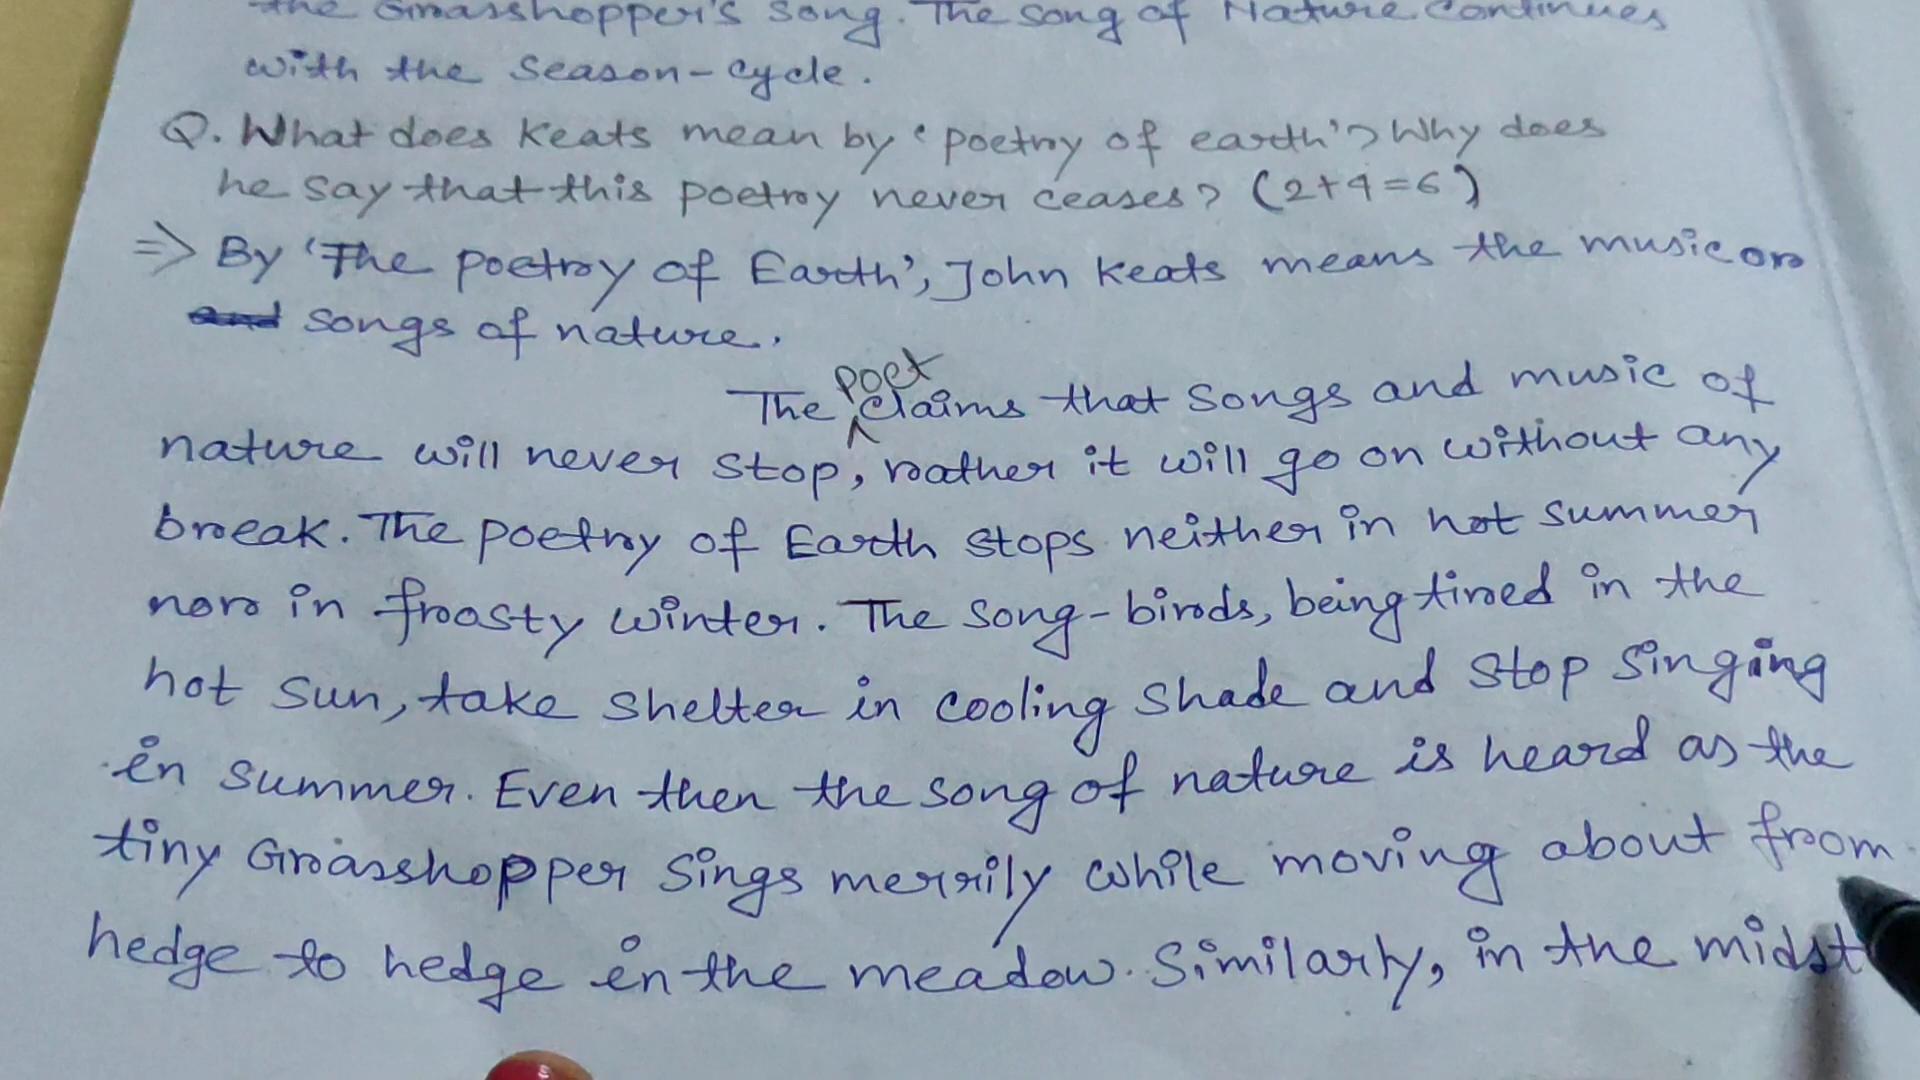 the Grasshopper's song. The song of Nature continues
with the season-cycle.
Q. What does Keats mean by 'poetry of earth'? Why does
he say that this poetry never ceases? (2+4=6)
=> By 'The poetry of Earth', John Keats means the music or
and songs of nature.
poet
The claims that songs and music of
nature will never stop, rather it will go on without any
break. The poetry of Earth stops neither in hot summer
nor in frosty winter. The song-birds, being tired in the
hot sun, take shelter in cooling shade and stop singing
in summer. Even then the song of nature is heard as the
tiny Grasshopper sings merrily while moving about from
hedge to hedge in the meadow. Similarly, in the midst